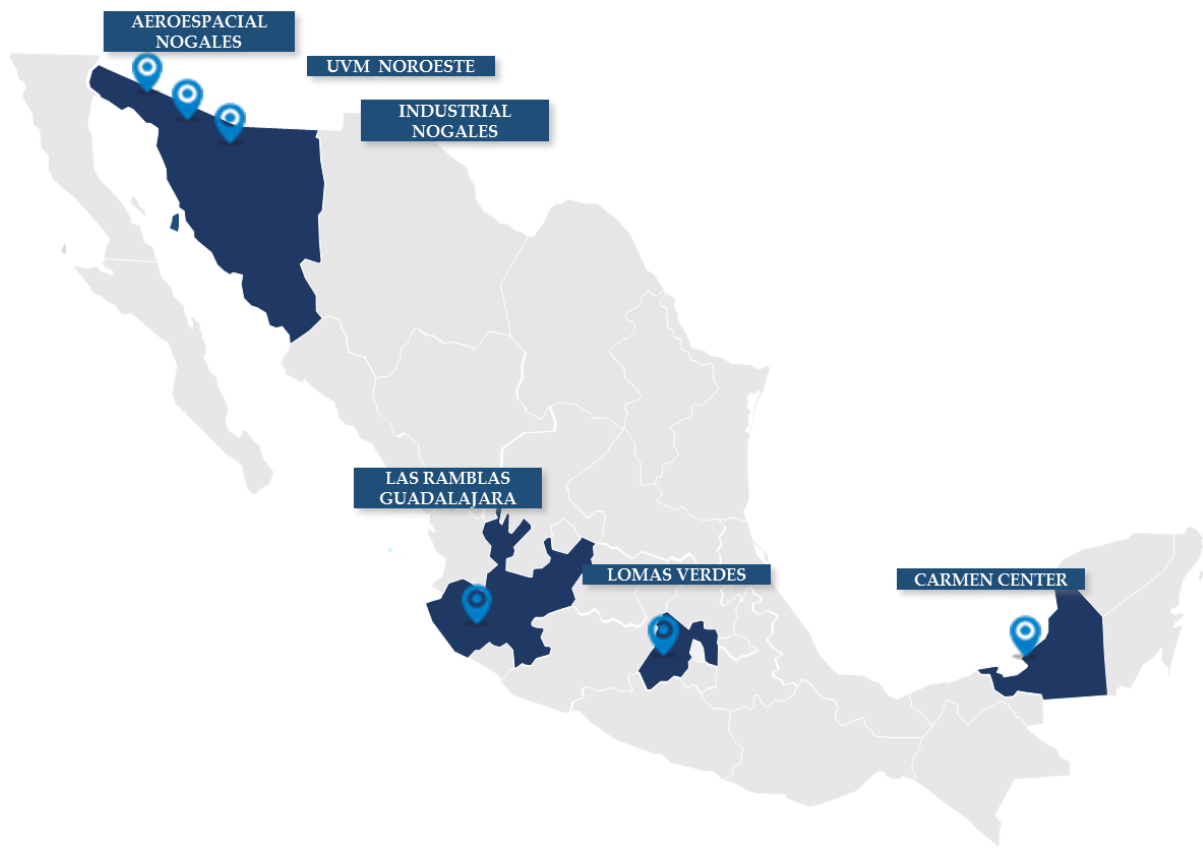 AEROESPACIAL
NOGALES
UVM NOROESTE
INDUSTRIAL
NOGALES
LAS RAMBLAS
GUADALAJARA
LOMAS VERDES
CARMEN CENTER